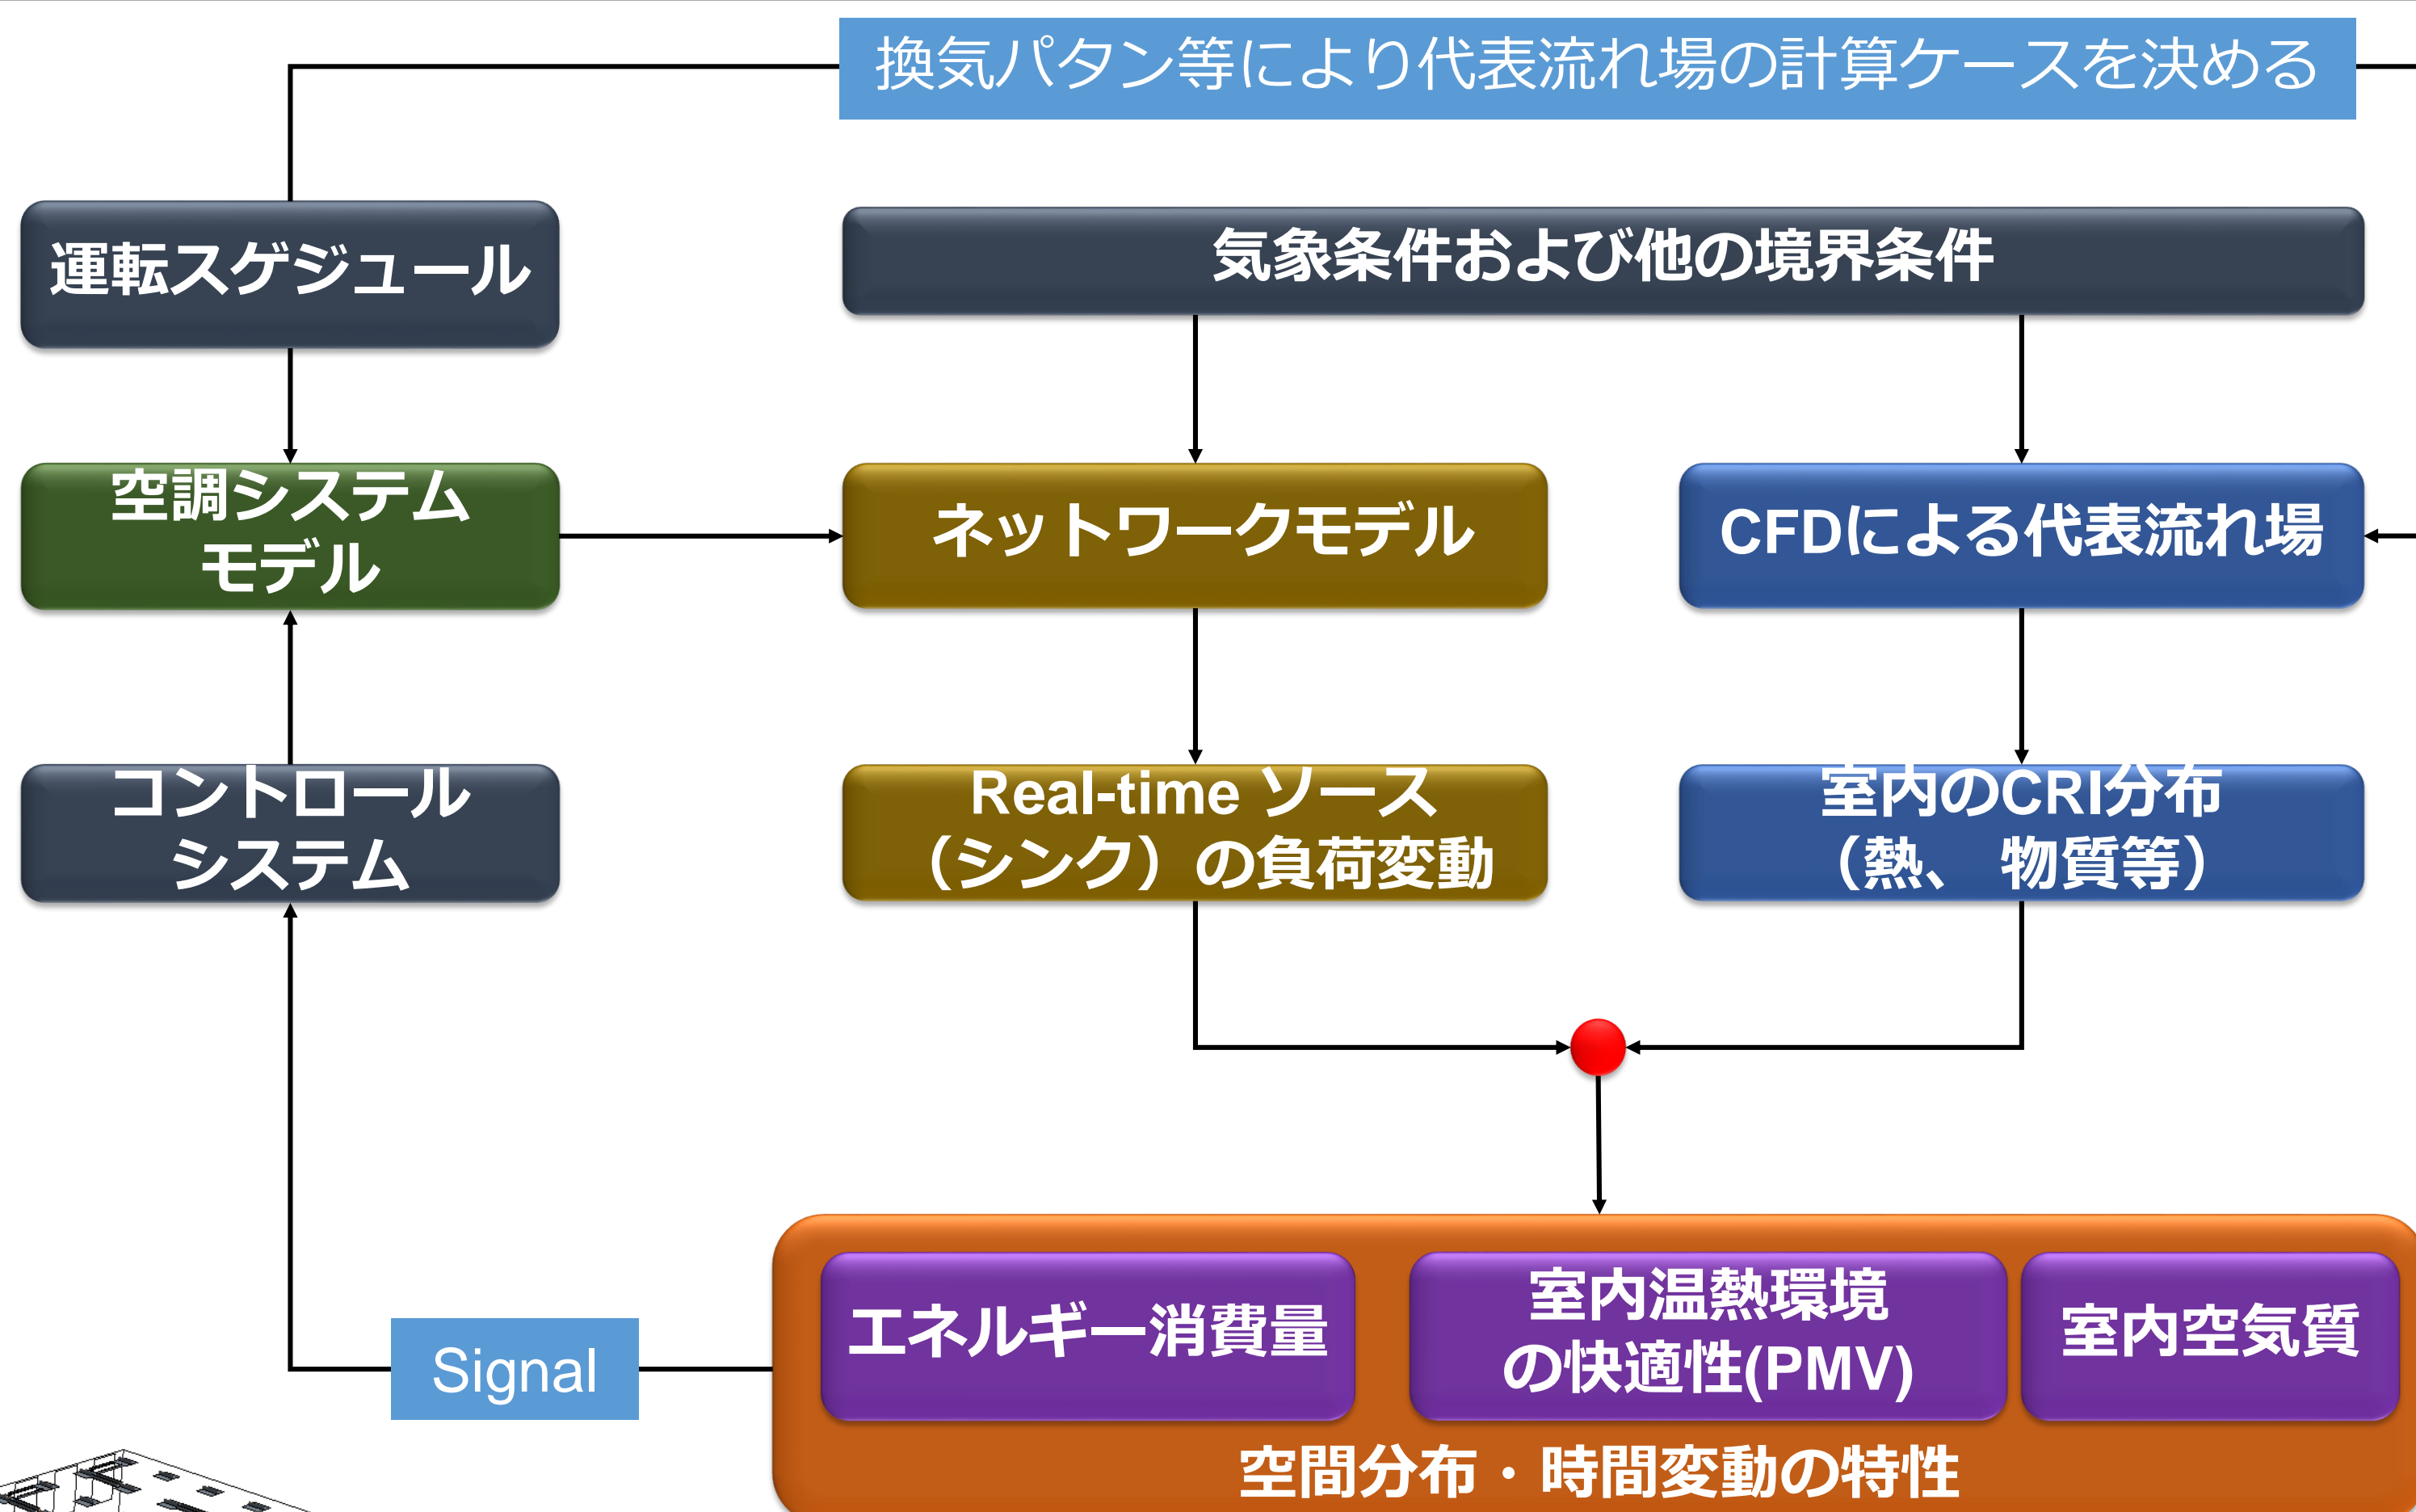 換気パタン等により代表流れ場の計算ケースを決める
運転スゲジュール
気象条件および他の境界条件
空調システム
モデル
ネットワークモデル
CFDによる代表流れ場
コントロール
システム
Real-time ソース
（シンク）の負荷変動
室内のCRI分布
（熱、 物質等）
Signal
エネルギー消費量
室内温熱環境
の快適性(PMV)
室内空気質
空間分布・時間変動の特性